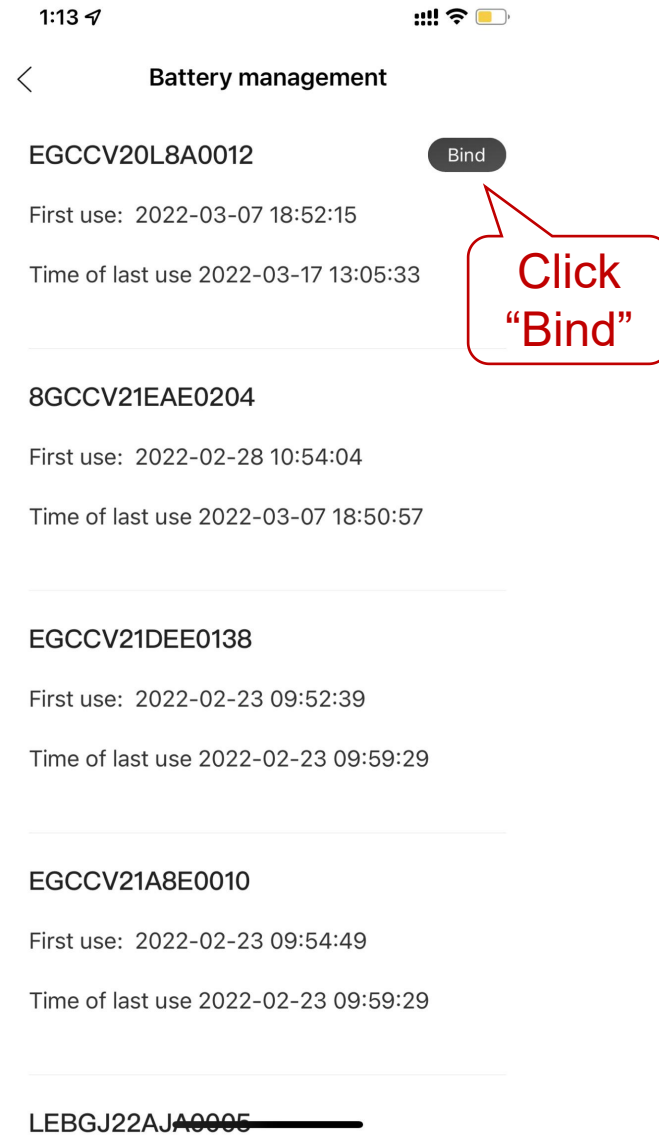 1:13
Battery management
EGCCV20L8A0012
Bind
First use: 2022-03-07 18:52:15
Time of last use 2022-03-17 13:05:33
Click
“Bind”
8GCCV21EAE0204
First use: 2022-02-28 10:54:04
Time of last use 2022-03-07 18:50:57
EGCCV21DEE0138
First use: 2022-02-23 09:52:39
Time of last use 2022-02-23 09:59:29
EGCCV21A8E0010
First use: 2022-02-23 09:54:49
Time of last use 2022-02-23 09:59:29
LEBGJ22AJA0005